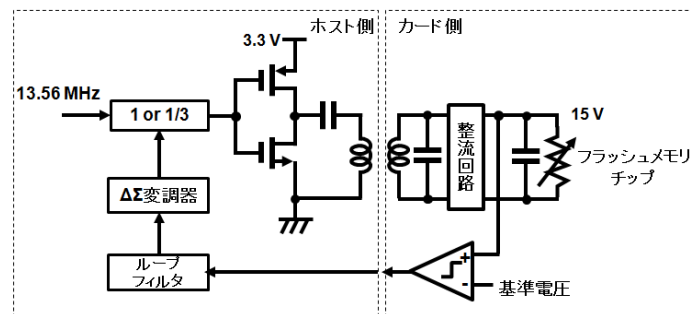 ホスト側
カード側
3.3 V
13.56 MHz
1 or 1/3
15 V
整流回路
フラッシュメモリ
チップ
ΔΣ変調器
ループ
フィルタ
+
-
基準電圧